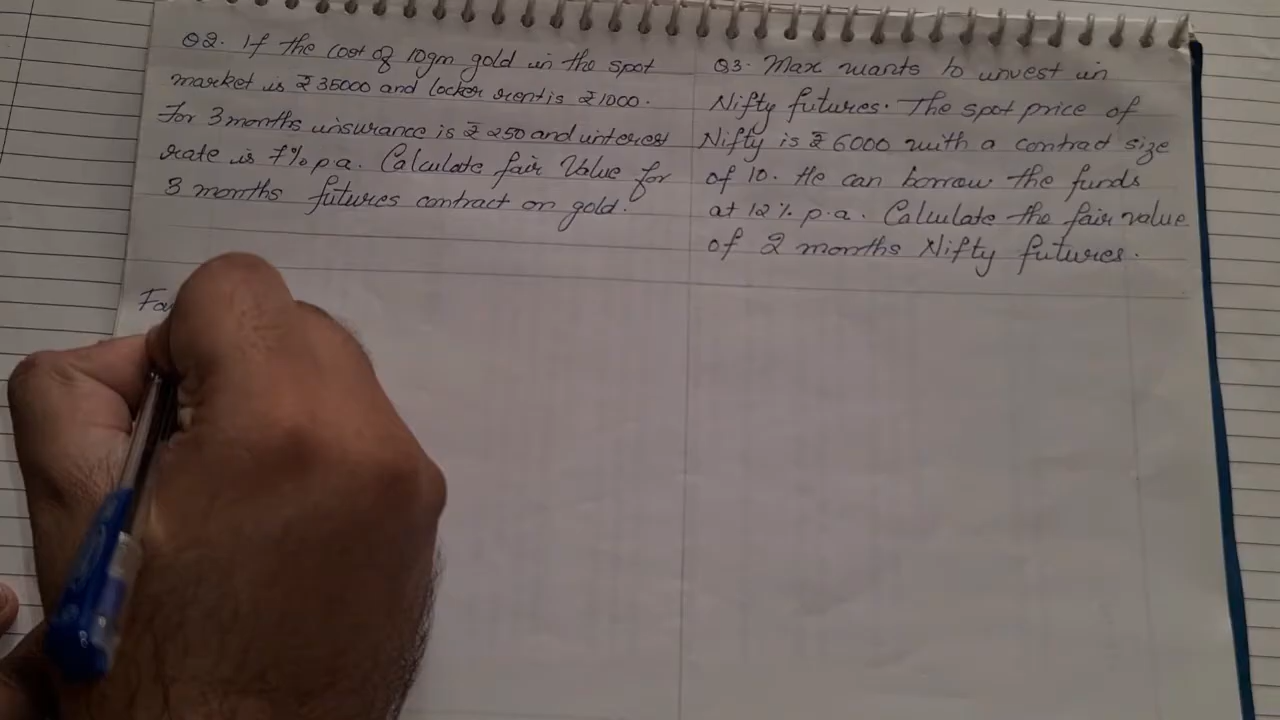 Q2. If the cost of 10gm gold in the spot
market is ₹35000 and locker rent is ₹1000.
For 3 months insurance is ₹250 and interest
rate is 7% p.a. Calculate fair Value for
3 months futures contract on gold.
Fa
Q3. Max wants to invest in
Nifty futures. The spot price of
Nifty is ₹6000 with a contract size
of 10. He can borrow the funds
at 12% p.a. Calculate the fair value
of 2 months Nifty futures.